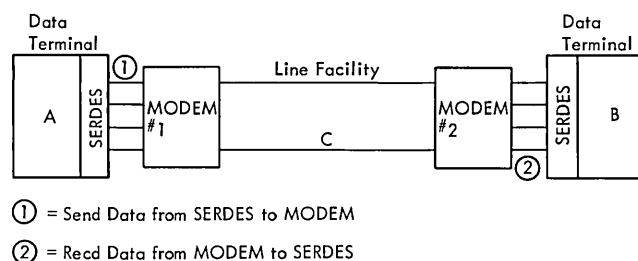 Data
Terminal
Data
Terminal
①
Line Facility
A
SERDES
MODEM
#1
C
MODEM
#2
SERDES
B
②
① = Send Data from SERDES to MODEM
② = Recd Data from MODEM to SERDES